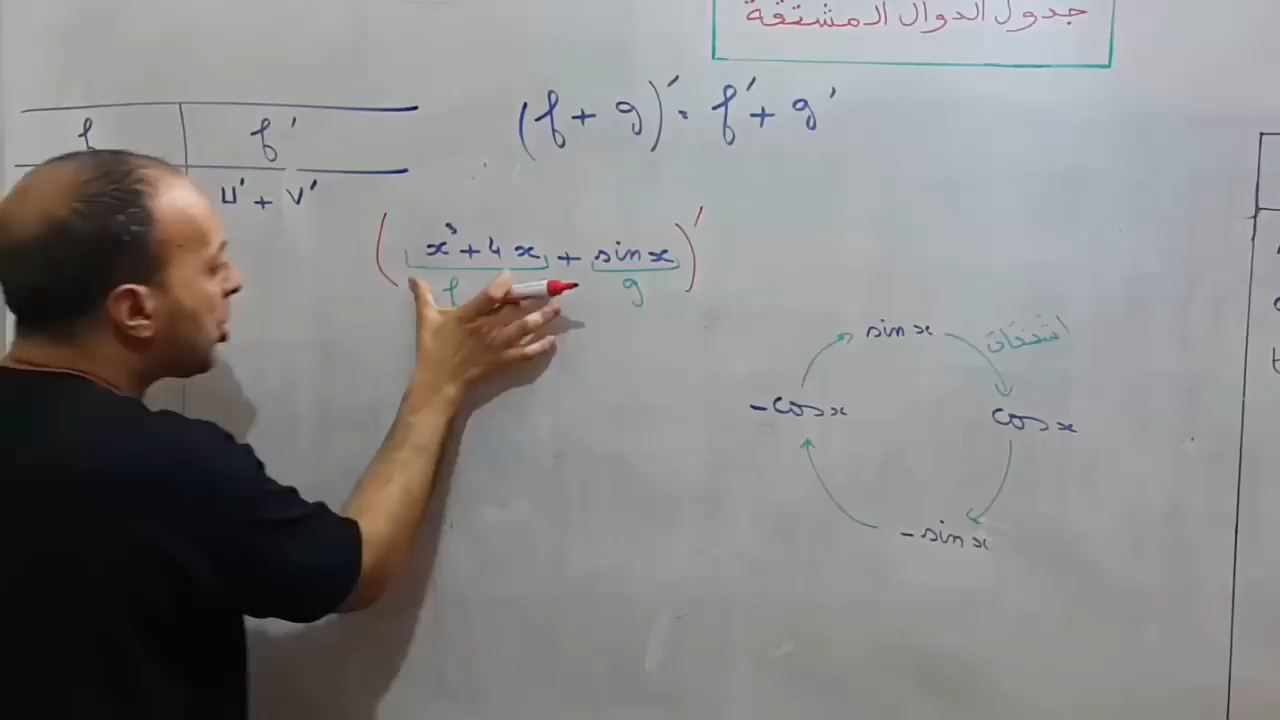 جدول الدوال المشتقة
(f + g)' = f' + g'
f f'
u' + v'
(x³ + 4x + sin x)'
f g
sin x
اشتقاق
-cos x cos x
-sin x